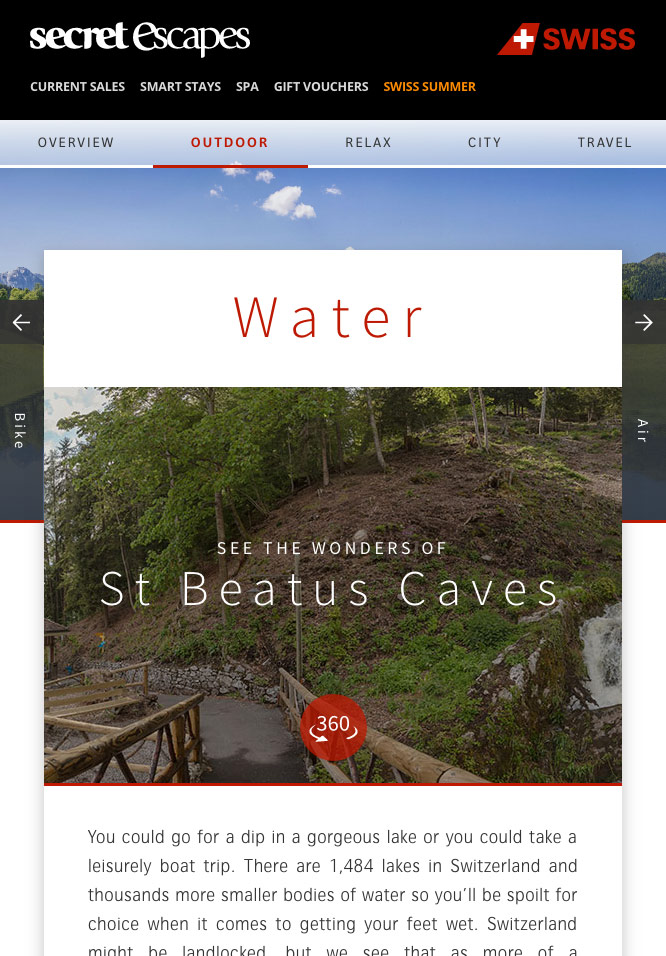 secret escapes
SWISS
CURRENT SALES SMART STAYS SPA GIFT VOUCHERS SWISS SUMMER
OVERVIEW OUTDOOR RELAX CITY TRAVEL
Water
Bike
Air
SEE THE WONDERS OF
St Beatus Caves
360
You could go for a dip in a gorgeous lake or you could take a
leisurely boat trip. There are 1,484 lakes in Switzerland and
thousands more smaller bodies of water so you’ll be spoilt for
choice when it comes to getting your feet wet. Switzerland
might be landlocked, but we see that as more of a